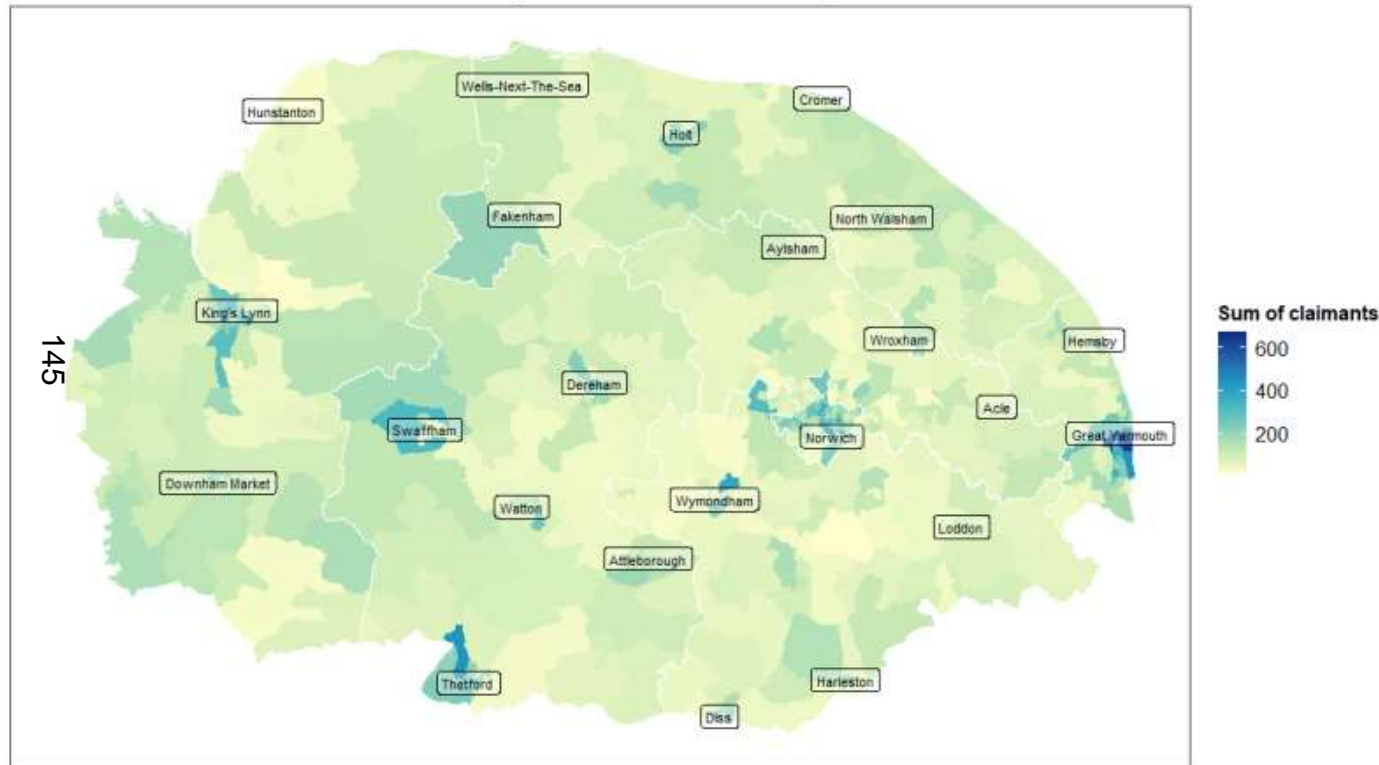 Wells-Next-The-Sea
Cromer
Hunstanton
Holt
Fakenham
North Walsham
Aylsham
King's Lynn
Wroxham
Hemsby
145
Dereham
Acle
Swaffham
Norwich
Great Yarmouth
Downham Market
Watton
Wymondham
Loddon
Attleborough
Thetford
Harleston
Diss
Sum of claimants
600
400
200